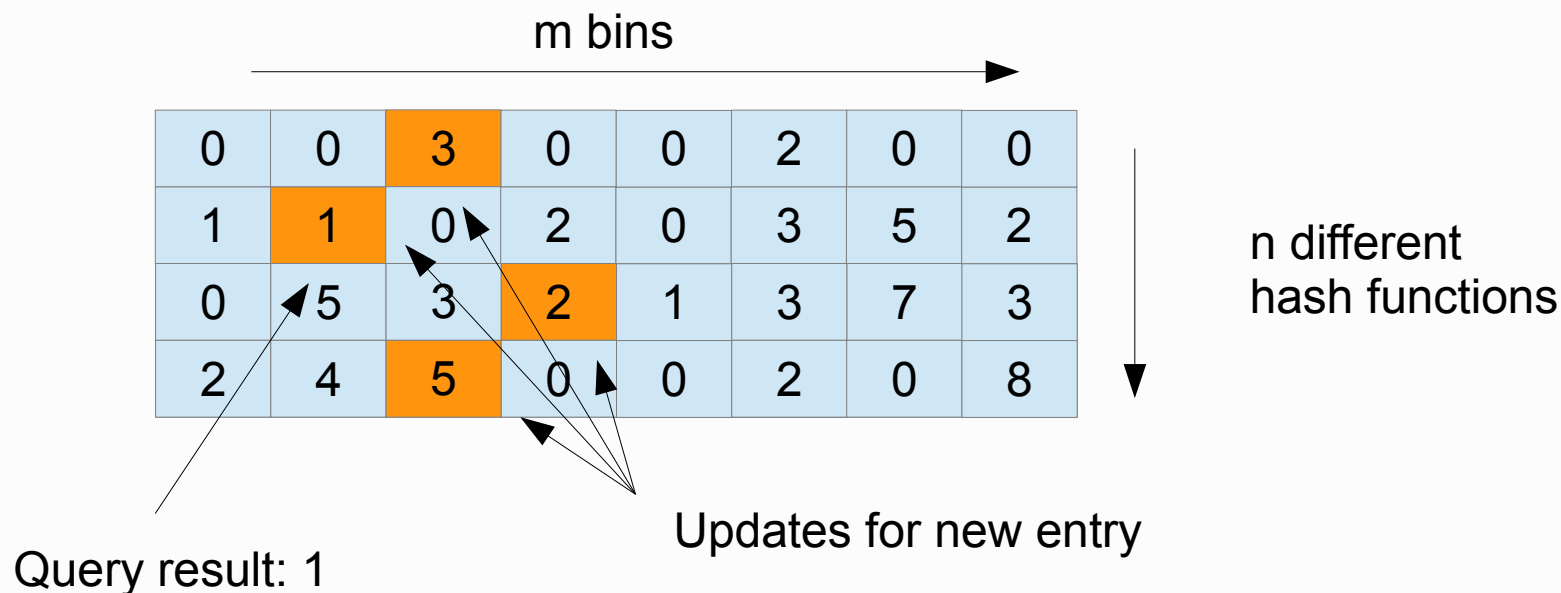 m bins
0 0 3 0 0 2 0 0
1 1 0 2 0 3 5 2
0 5 3 2 1 3 7 3
2 4 5 0 0 2 0 8
n different
hash functions
Updates for new entry
Query result: 1